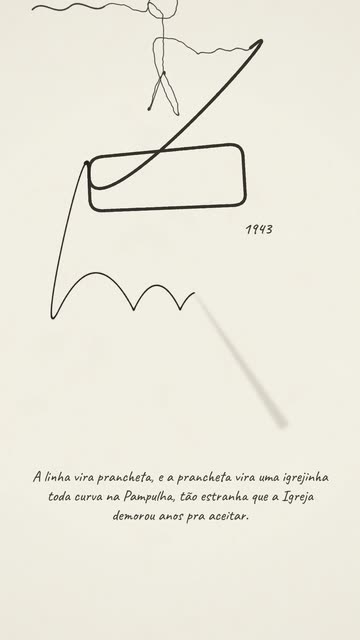 1943
A linha vira prancheta, e a prancheta vira uma igrejinha
toda curva na Pampulha, tão estranha que a Igreja
demorou anos pra aceitar.